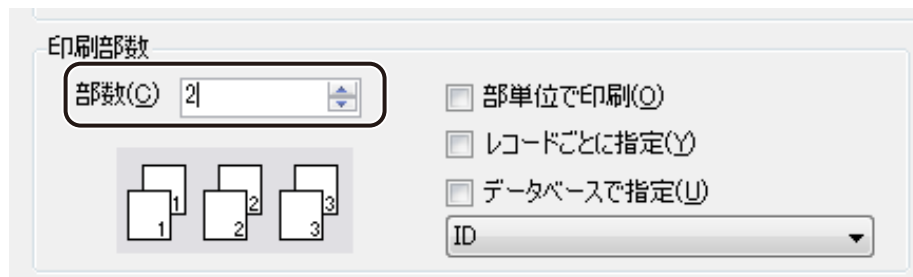 印刷部数
部数(C) 2
部単位で印刷(O)
レコードごとに指定(Y)
データベースで指定(U)
ID
1 1 2 2 3 3